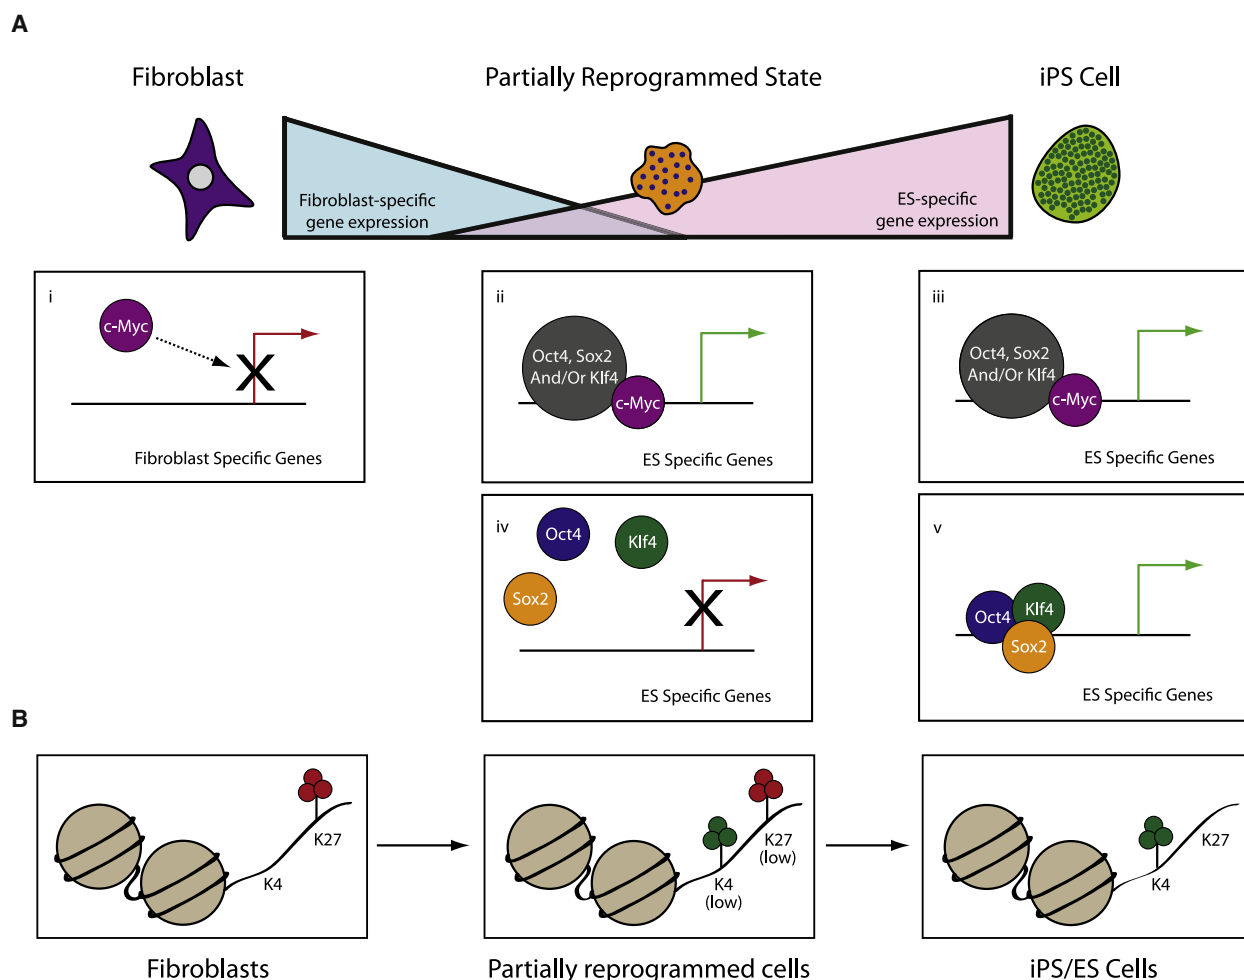 A
Fibroblast
Partially Reprogrammed State
iPS Cell
Fibroblast-specific
gene expression
ES-specific
gene expression
i
c-Myc
X
Fibroblast Specific Genes
ii
Oct4, Sox2
And/Or Klf4
c-Myc
ES Specific Genes
iii
Oct4, Sox2
And/Or Klf4
c-Myc
ES Specific Genes
iv
Oct4
Klf4
Sox2
X
ES Specific Genes
v
Oct4
Klf4
Sox2
ES Specific Genes
B
K27
K4
Fibroblasts
K27
(low)
K4
(low)
Partially reprogrammed cells
K27
K4
iPS/ES Cells